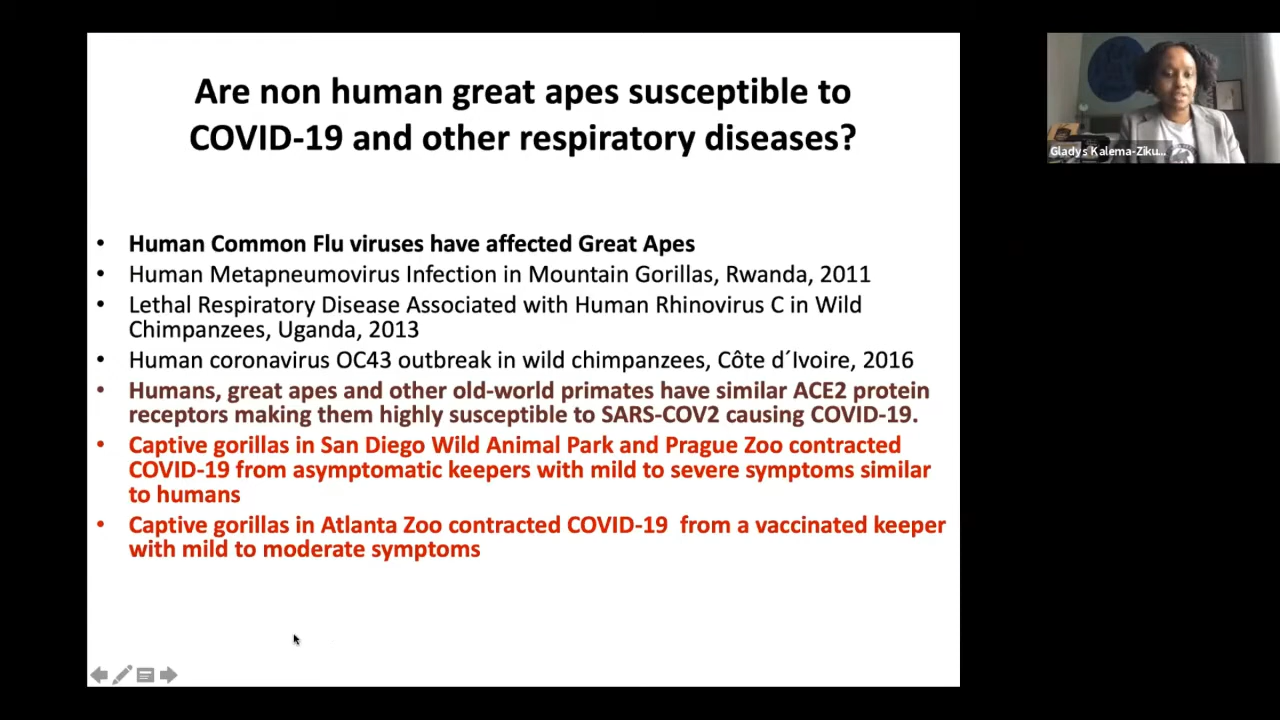 Are non human great apes susceptible to
COVID-19 and other respiratory diseases?
• Human Common Flu viruses have affected Great Apes
• Human Metapneumovirus Infection in Mountain Gorillas, Rwanda, 2011
• Lethal Respiratory Disease Associated with Human Rhinovirus C in Wild
Chimpanzees, Uganda, 2013
• Human coronavirus OC43 outbreak in wild chimpanzees, Côte d´Ivoire, 2016
• Humans, great apes and other old-world primates have similar ACE2 protein
receptors making them highly susceptible to SARS-COV2 causing COVID-19.
• Captive gorillas in San Diego Wild Animal Park and Prague Zoo contracted
COVID-19 from asymptomatic keepers with mild to severe symptoms similar
to humans
• Captive gorillas in Atlanta Zoo contracted COVID-19 from a vaccinated keeper
with mild to moderate symptoms
Gladys Kalema-Ziku...